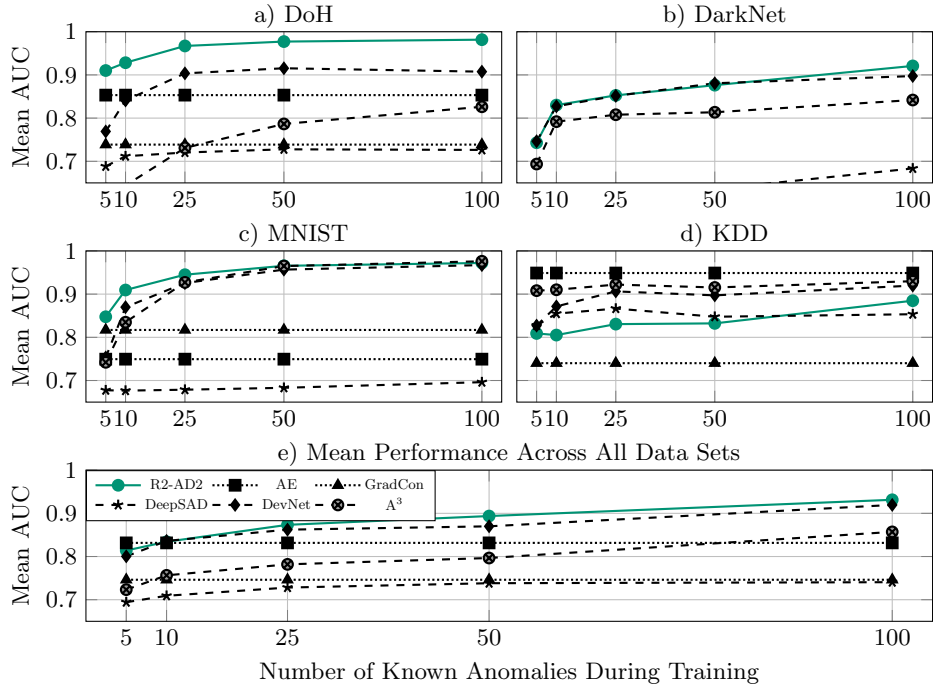 a) DoH
b) DarkNet
1
0.9
0.8
0.7
Mean AUC
5 10 25 50 100
5 10 25 50 100
c) MNIST
d) KDD
1
0.9
0.8
0.7
Mean AUC
5 10 25 50 100
5 10 25 50 100
e) Mean Performance Across All Data Sets
1
0.9
0.8
0.7
Mean AUC
R2-AD2 AE GradCon
DeepSAD DevNet A³
5 10 25 50 100
Number of Known Anomalies During Training